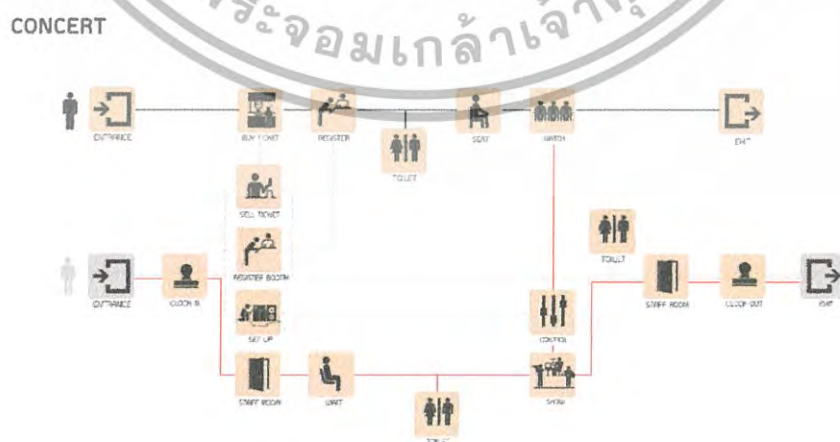 พระจอมเกล้าเจ้า
CONCERT
ENTRANCE
BUY TICKET
REGISTER
TOILET
SEAT
WATCH
EXIT
SELL TICKET
REGISTER BOOTH
SET UP
ENTRANCE
CLOCK IN
STAFF ROOM
WAIT
TOILET
CONTROL
SHOW
TOILET
STAFF ROOM
CLOCK OUT
EXIT